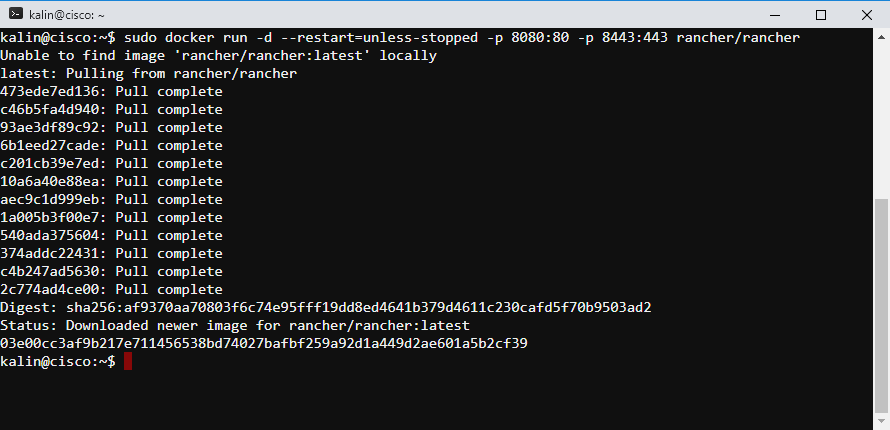 kalin@cisco: ~
kalin@cisco:~$ sudo docker run -d --restart=unless-stopped -p 8080:80 -p 8443:443 rancher/rancher
Unable to find image 'rancher/rancher:latest' locally
latest: Pulling from rancher/rancher
473ede7ed136: Pull complete
c46b5fa4d940: Pull complete
93ae3df89c92: Pull complete
6b1eed27cade: Pull complete
c201cb39e7ed: Pull complete
10a6a40e88ea: Pull complete
aec9c1d999eb: Pull complete
1a005b3f00e7: Pull complete
540ada375604: Pull complete
374addc22431: Pull complete
c4b247ad5630: Pull complete
2c774ad4ce00: Pull complete
Digest: sha256:af9370aa70803f6c74e95fff19dd8ed4641b379d4611c230cafd5f70b9503ad2
Status: Downloaded newer image for rancher/rancher:latest
03e00cc3af9b217e711456538bd74027bafbf259a92d1a449d2ae601a5b2cf39
kalin@cisco:~$